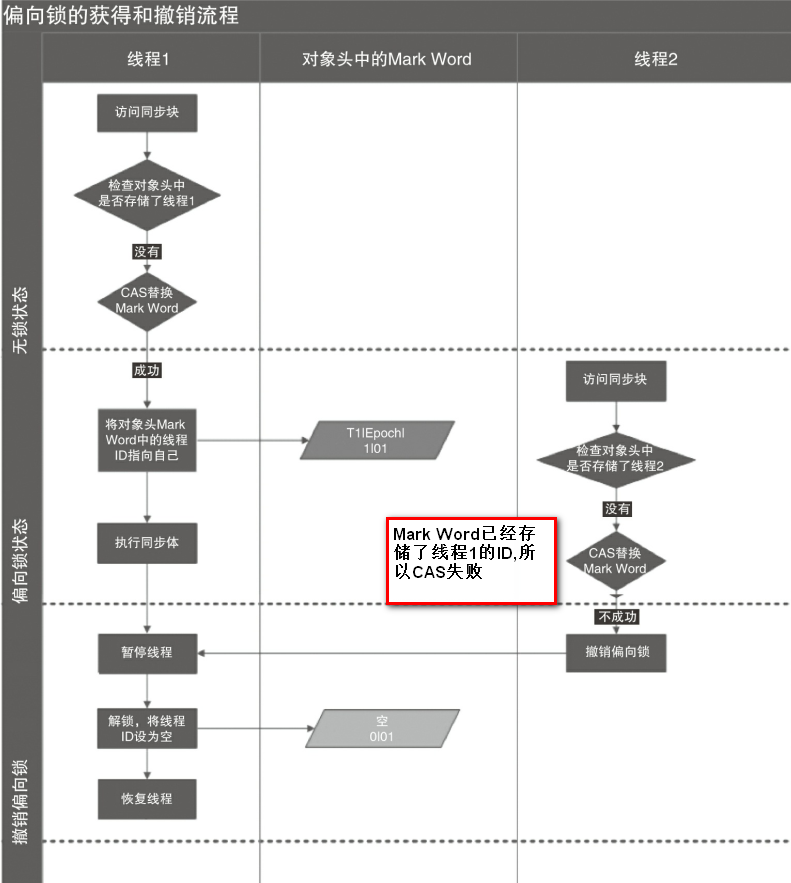 偏向锁的获得和撤销流程
线程1
对象头中的Mark Word
线程2
无锁状态
访问同步块
检查对象头中
是否存储了线程1
没有
CAS替换
Mark Word
偏向锁状态
成功
将对象头Mark
Word中的线程
ID指向自己
T1|Epoch|
1|01
执行同步体
访问同步块
检查对象头中
是否存储了线程2
没有
CAS替换
Mark Word
Mark Word已经存
储了线程1的ID,所
以CAS失败
撤销偏向锁
不成功
撤销偏向锁
暂停线程
解锁，将线程
ID设为空
空
0|01
恢复线程